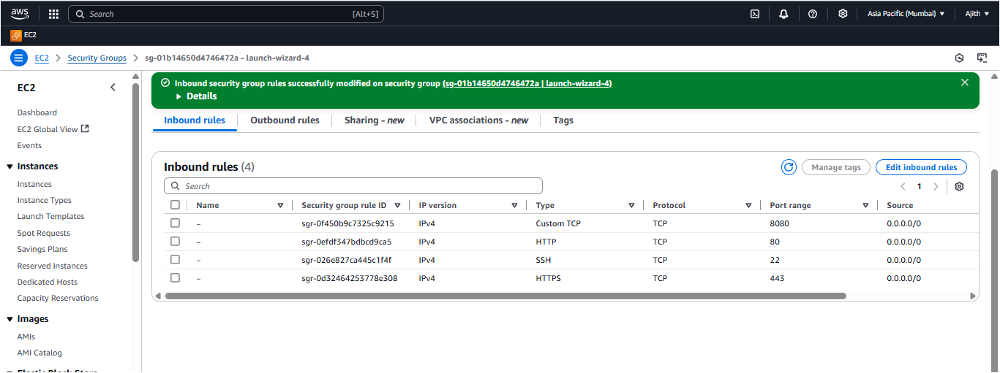 aws
Search [Alt+S] Asia Pacific (Mumbai) Ajith
EC2
EC2 > Security Groups > sg-01b14650d4746472a - launch-wizard-4
EC2
Dashboard
EC2 Global View
Events
Instances
Instances
Instance Types
Launch Templates
Spot Requests
Savings Plans
Reserved Instances
Dedicated Hosts
Capacity Reservations
Images
AMIs
AMI Catalog
Elastic Block Store
Inbound security group rules successfully modified on security group (sg-01b14650d4746472a | launch-wizard-4)
Details
Inbound rules Outbound rules Sharing - new VPC associations - new Tags
Inbound rules (4) Manage tags Edit inbound rules
Search 1
Name Security group rule ID IP version Type Protocol Port range Source
– sgr-0f450b9c7325c9215 IPv4 Custom TCP TCP 8080 0.0.0.0/0
– sgr-0efdf347bdbcd9ca5 IPv4 HTTP TCP 80 0.0.0.0/0
– sgr-026e827ca445c1f4f IPv4 SSH TCP 22 0.0.0.0/0
– sgr-0d32464253778e308 IPv4 HTTPS TCP 443 0.0.0.0/0